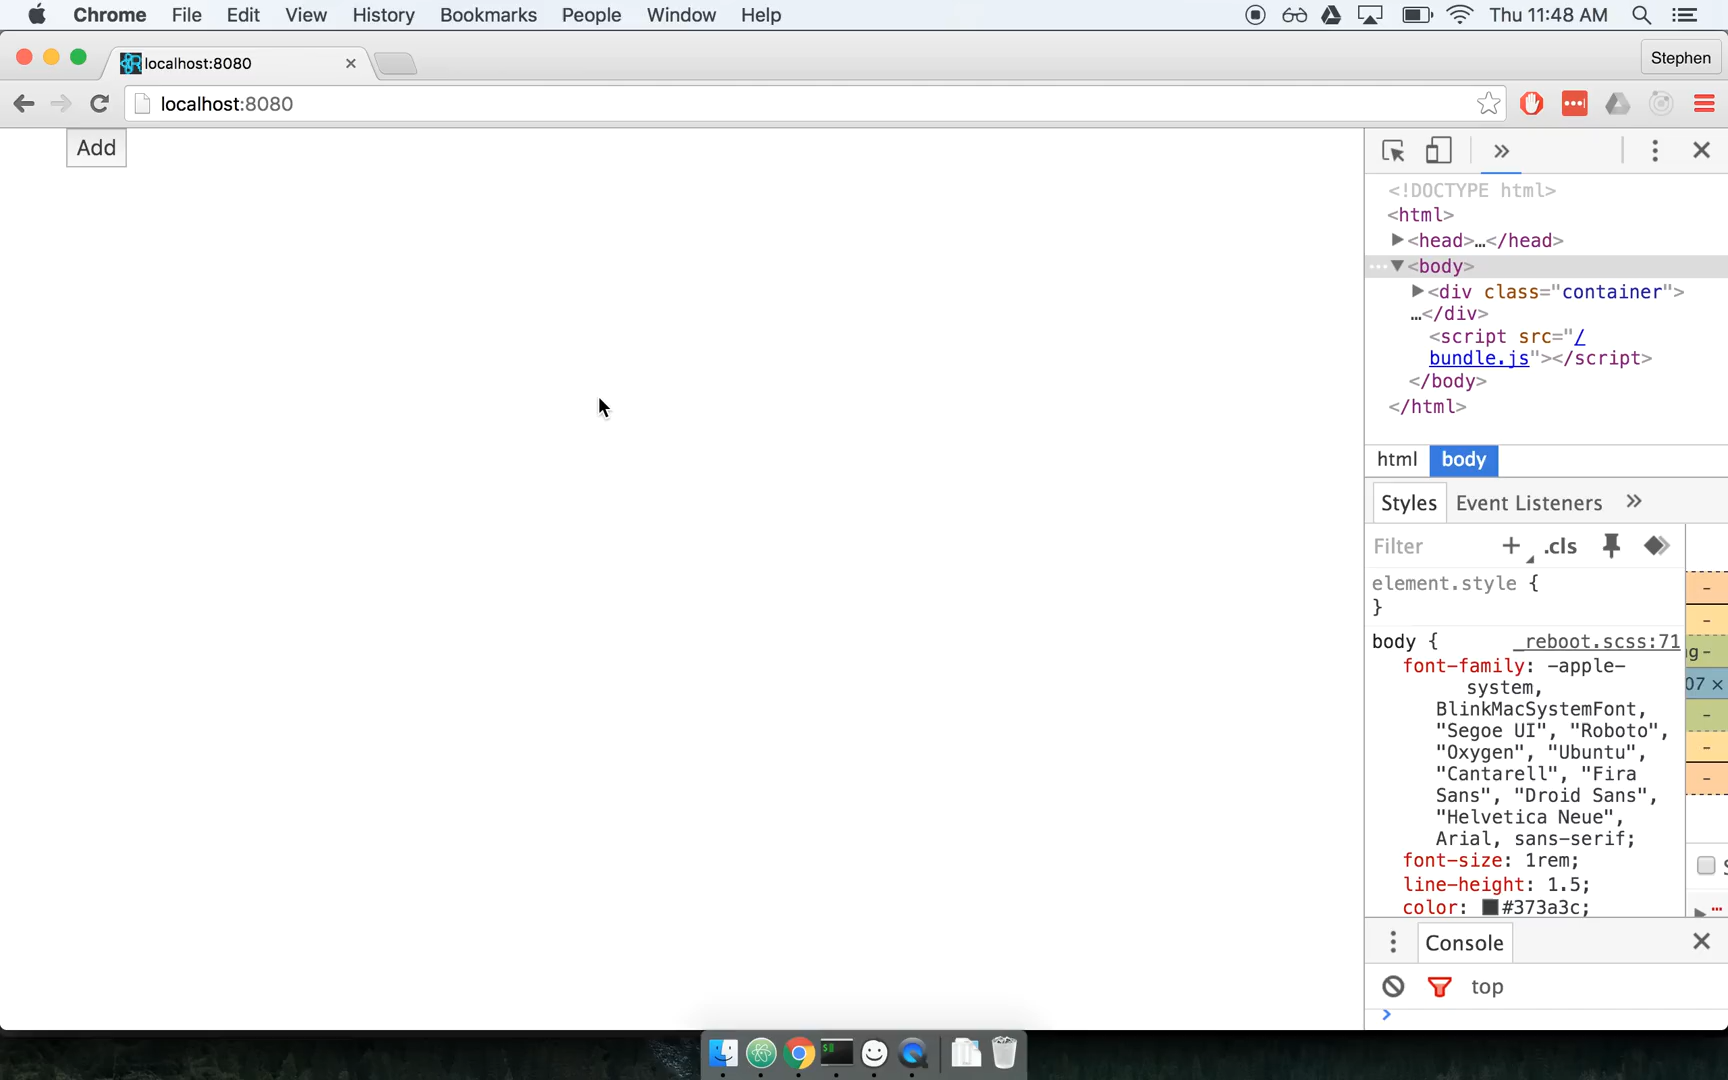 Chrome File Edit View History Bookmarks People Window Help Thu 11:48 AM
localhost:8080 Stephen
localhost:8080
Add
<!DOCTYPE html>
<html>
<head>…</head>
<body>
<div class="container">
…</div>
<script src="/
bundle.js"></script>
</body>
</html>
html body
Styles Event Listeners
Filter + .cls
element.style {
}
body { _reboot.scss:71
font-family: -apple-
system,
BlinkMacSystemFont,
"Segoe UI", "Roboto",
"Oxygen", "Ubuntu",
"Cantarell", "Fira
Sans", "Droid Sans",
"Helvetica Neue",
Arial, sans-serif;
font-size: 1rem;
line-height: 1.5;
color: #373a3c;
Console
top